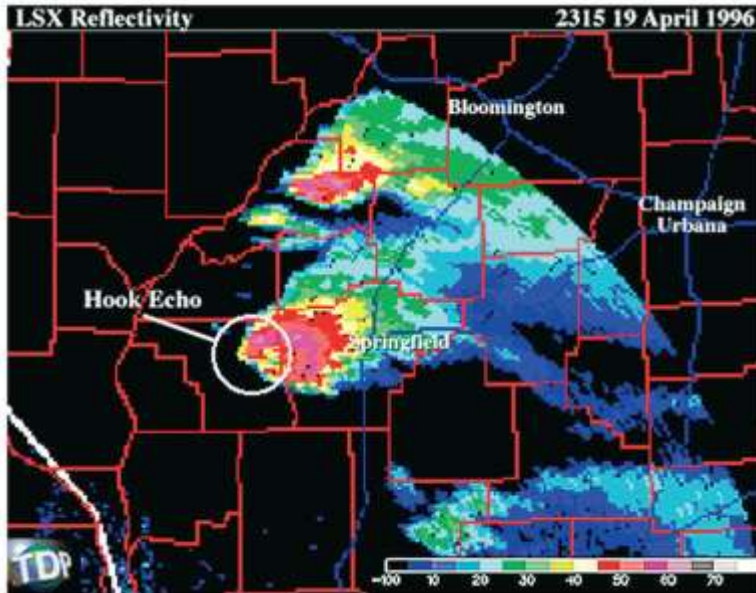 LSX Reflectivity 2315 19 April 1996
Bloomington
Champaign
Urbana
Hook Echo
Springfield
TDP
-100 10 20 30 40 50 60 70